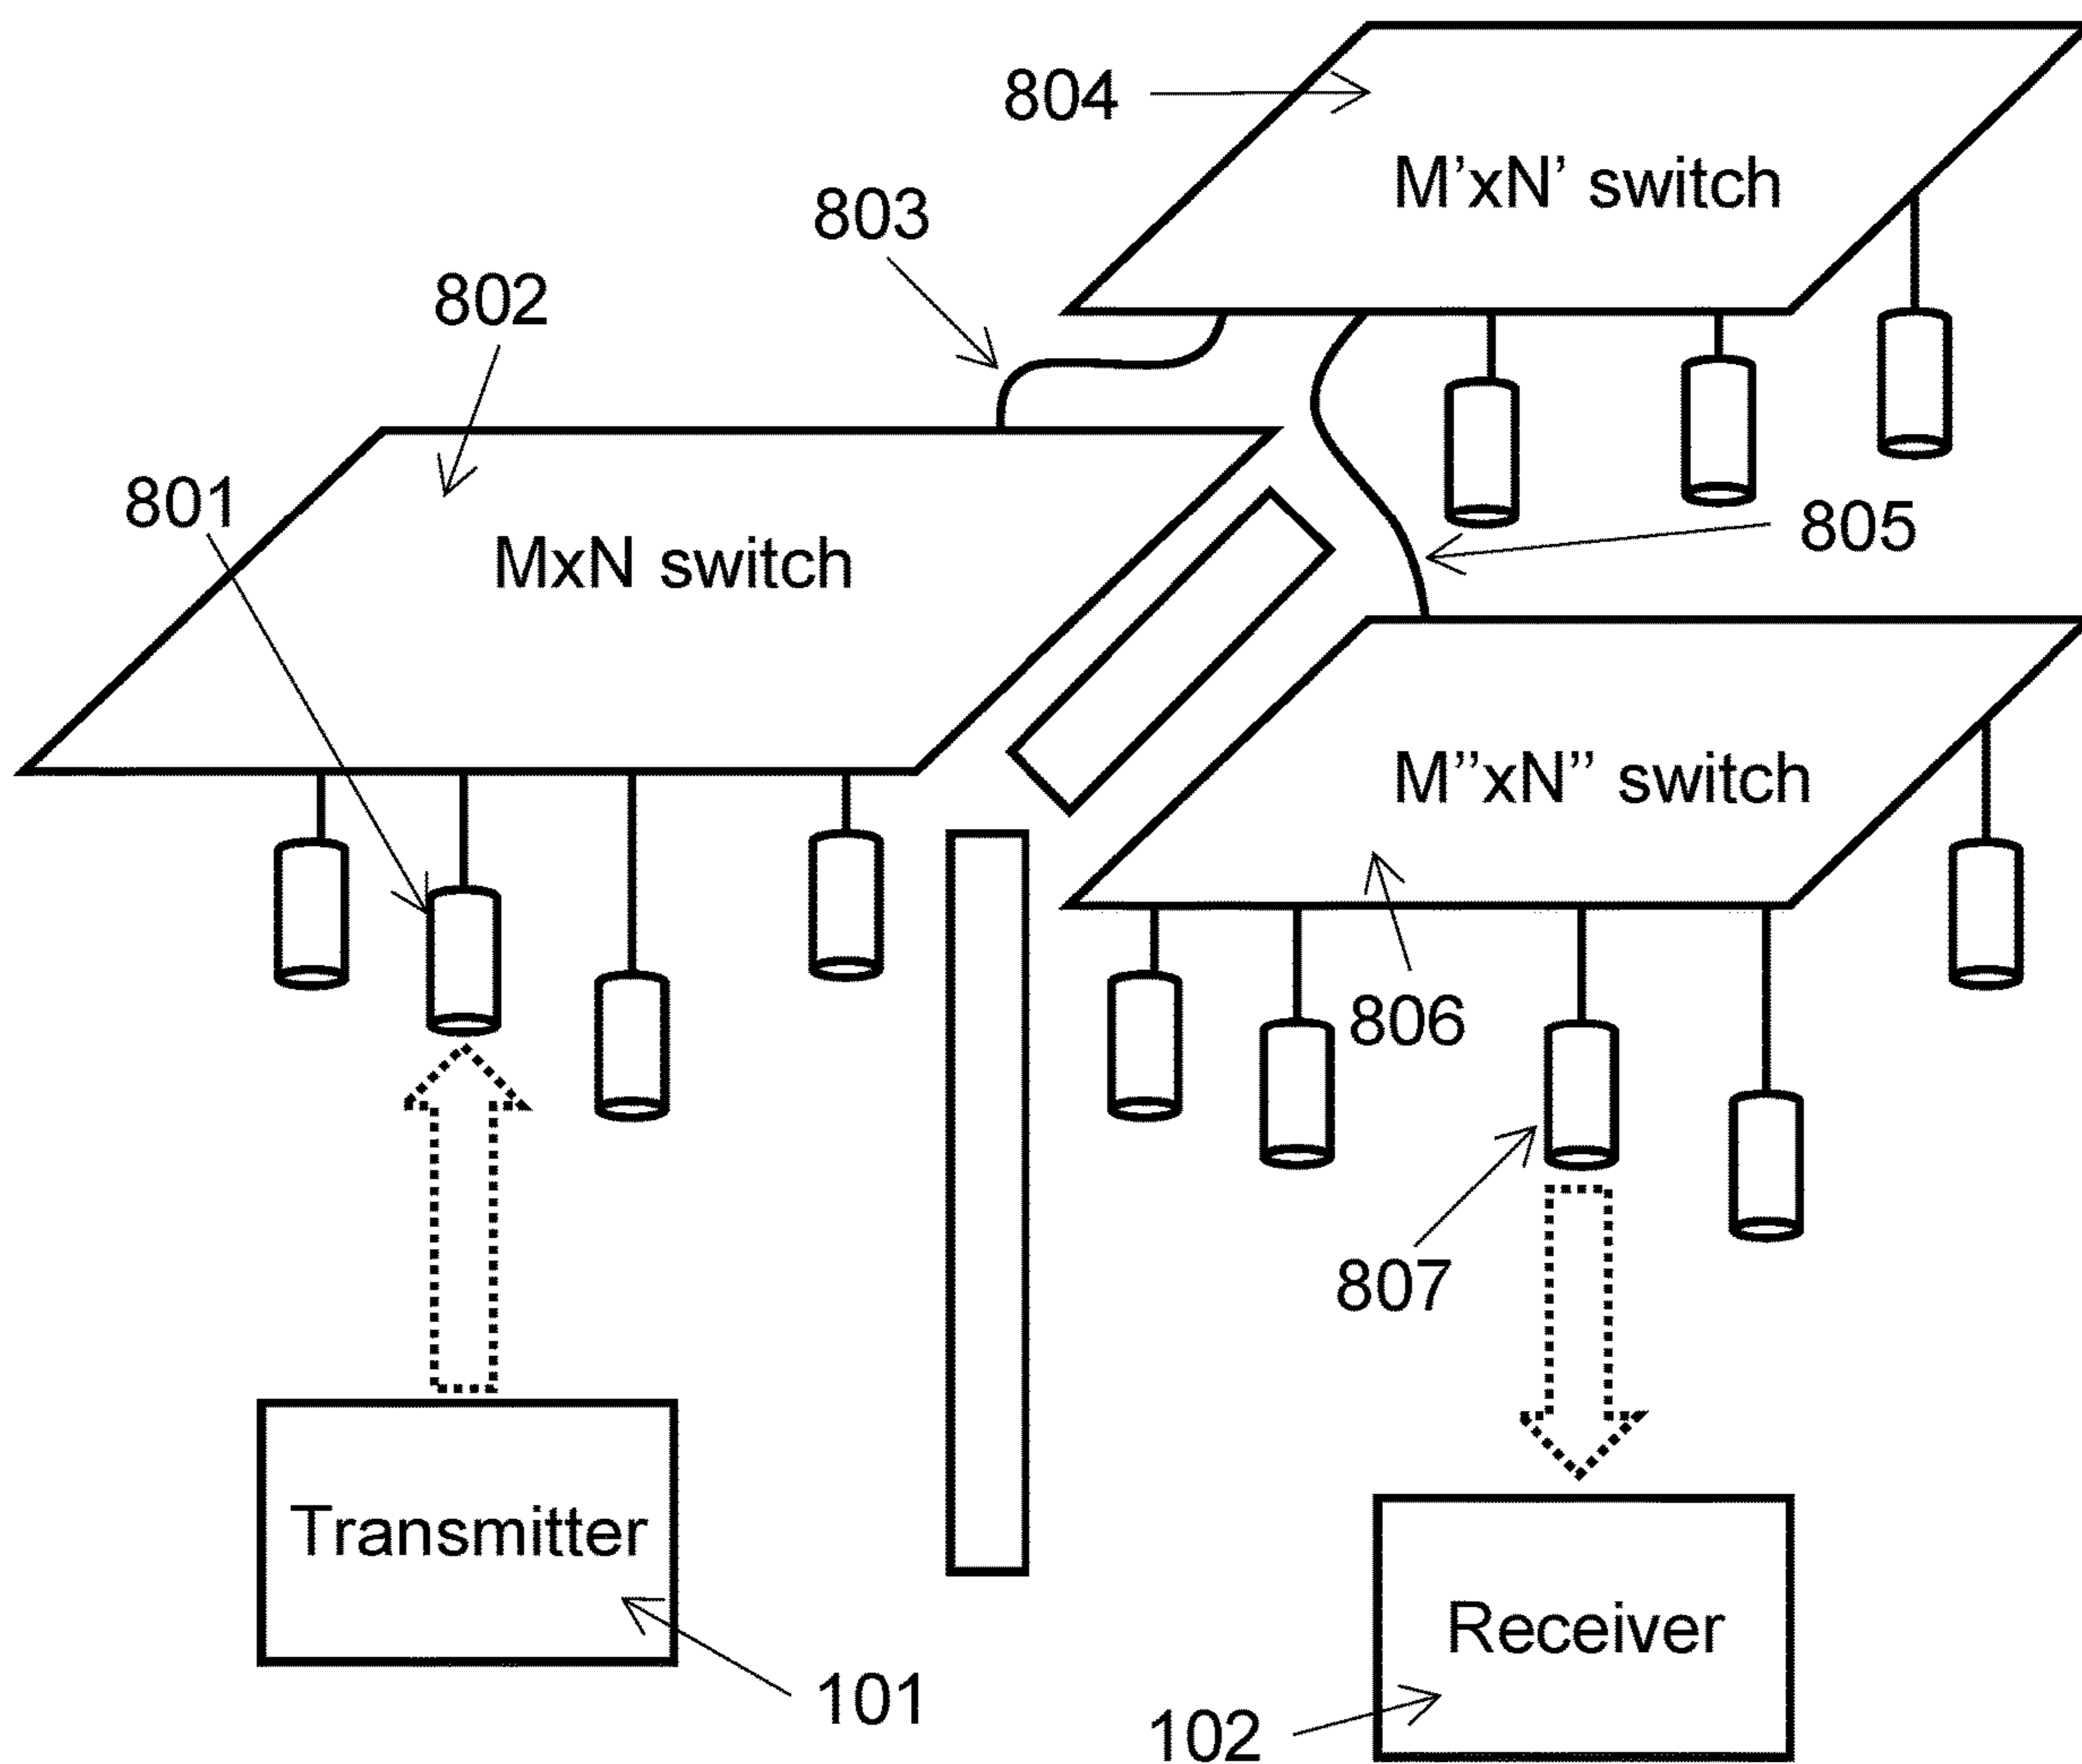 804
M’xN’ switch
803
802
801
MxN switch
805
M’’xN’’ switch
806
807
Transmitter
Receiver
101
102